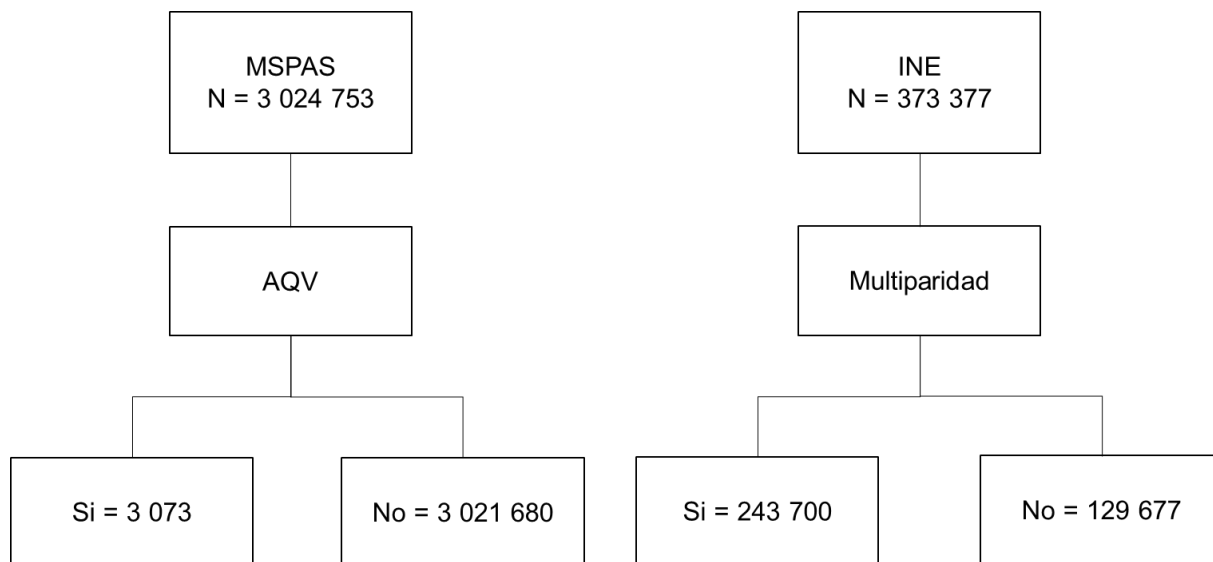 MSPAS
N = 3 024 753
INE
N = 373 377
AQV
Multiparidad
Si = 3 073
No = 3 021 680
Si = 243 700
No = 129 677